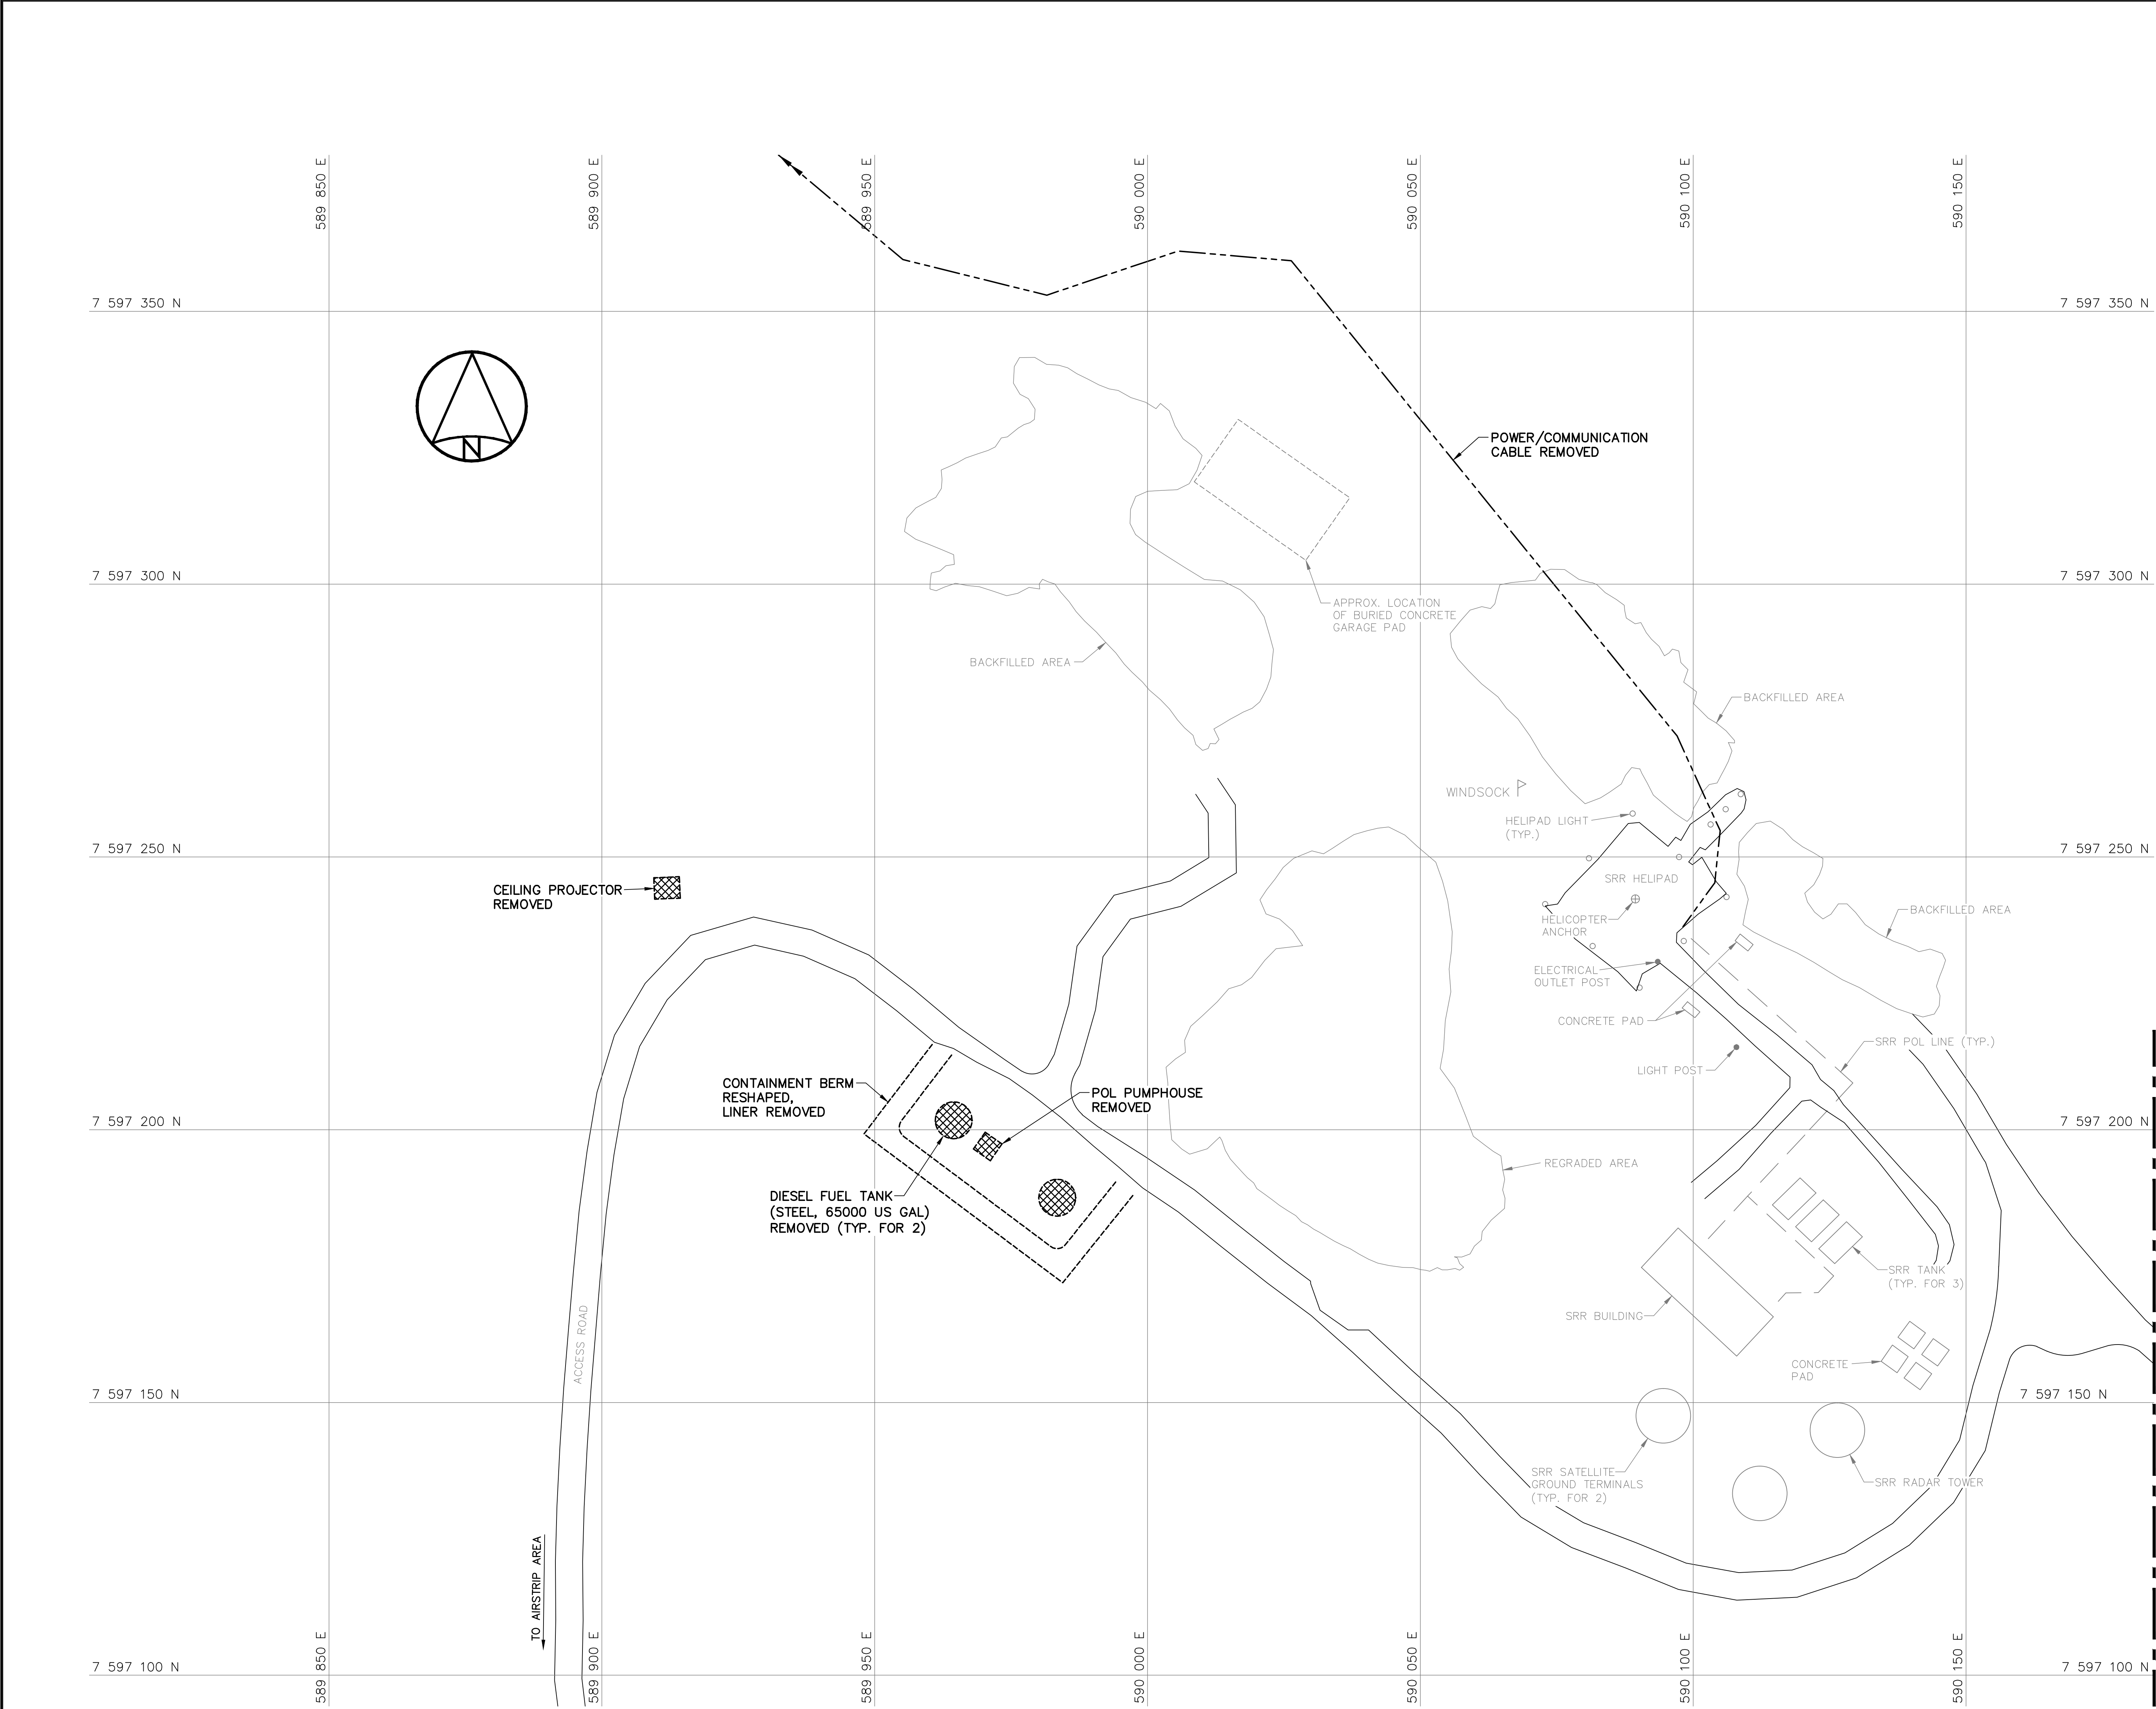 589 850 E
589 900 E
589 950 E
590 000 E
590 050 E
590 100 E
590 150 E
7 597 350 N
7 597 350 N
N
POWER/COMMUNICATION
CABLE REMOVED
7 597 300 N
7 597 300 N
APPROX. LOCATION
OF BURIED CONCRETE
GARAGE PAD
BACKFILLED AREA
BACKFILLED AREA
WINDSOCK
HELIPAD LIGHT
(TYP.)
7 597 250 N
7 597 250 N
CEILING PROJECTOR
REMOVED
SRR HELIPAD
HELICOPTER
ANCHOR
BACKFILLED AREA
ELECTRICAL
OUTLET POST
CONCRETE PAD
SRR POL LINE (TYP.)
LIGHT POST
CONTAINMENT BERM
RESHAPED,
LINER REMOVED
POL PUMPHOUSE
REMOVED
7 597 200 N
7 597 200 N
REGRADED AREA
DIESEL FUEL TANK
(STEEL, 65000 US GAL)
REMOVED (TYP. FOR 2)
SRR TANK
(TYP. FOR 3)
SRR BUILDING
ACCESS ROAD
CONCRETE
PAD
7 597 150 N
7 597 150 N
SRR SATELLITE
GROUND TERMINALS
(TYP. FOR 2)
SRR RADAR TOWER
TO AIRSTRIP AREA
7 597 100 N
7 597 100 N
589 850 E
589 900 E
589 950 E
590 000 E
590 050 E
590 100 E
590 150 E